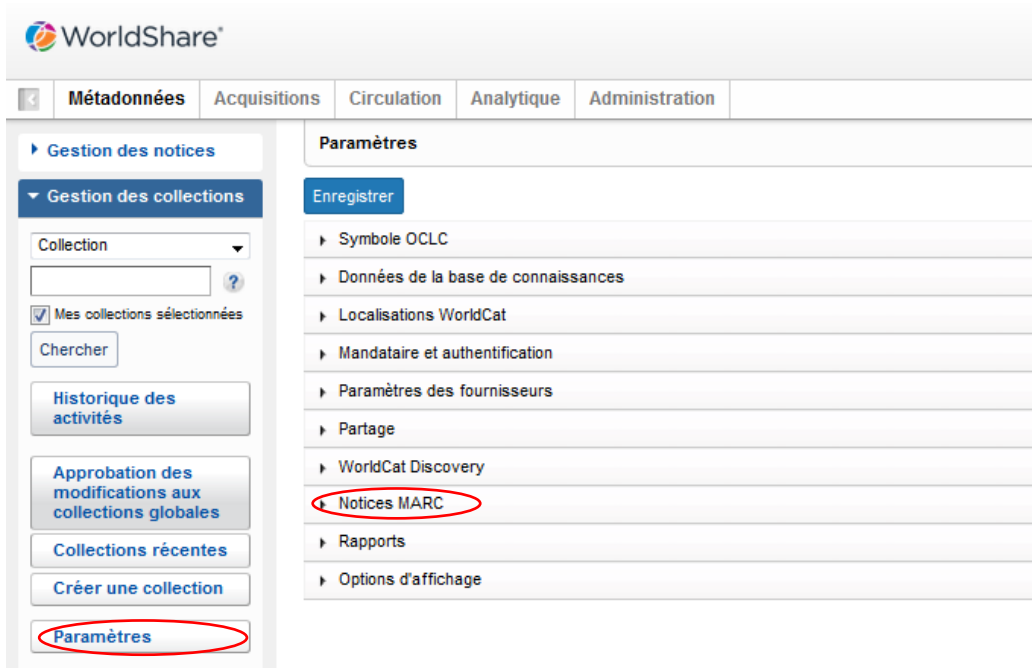 WorldShare®
Métadonnées Acquisitions Circulation Analytique Administration
Gestion des notices
Gestion des collections
Collection
?
Mes collections sélectionnées
Chercher
Historique des
activités
Approbation des
modifications aux
collections globales
Collections récentes
Créer une collection
Paramètres
Paramètres
Enregistrer
Symbole OCLC
Données de la base de connaissances
Localisations WorldCat
Mandataire et authentification
Paramètres des fournisseurs
Partage
WorldCat Discovery
Notices MARC
Rapports
Options d'affichage